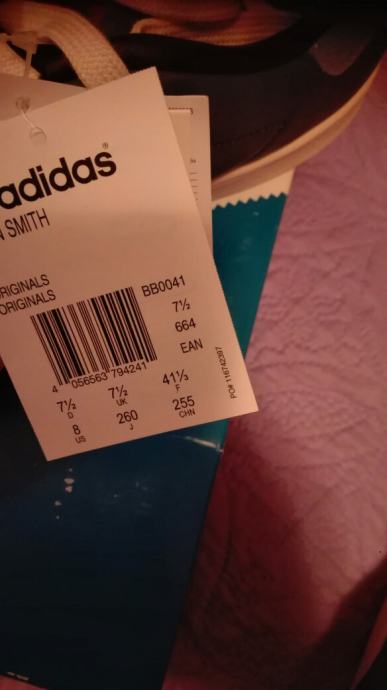 adidas®
SMITH
ORIGINALS
ORIGINALS
BB0041
7½
664
EAN
4 056563 794241
7½ 7½ 41⅓
D UK F
8 260 255
US J CHN
PO# 116742397